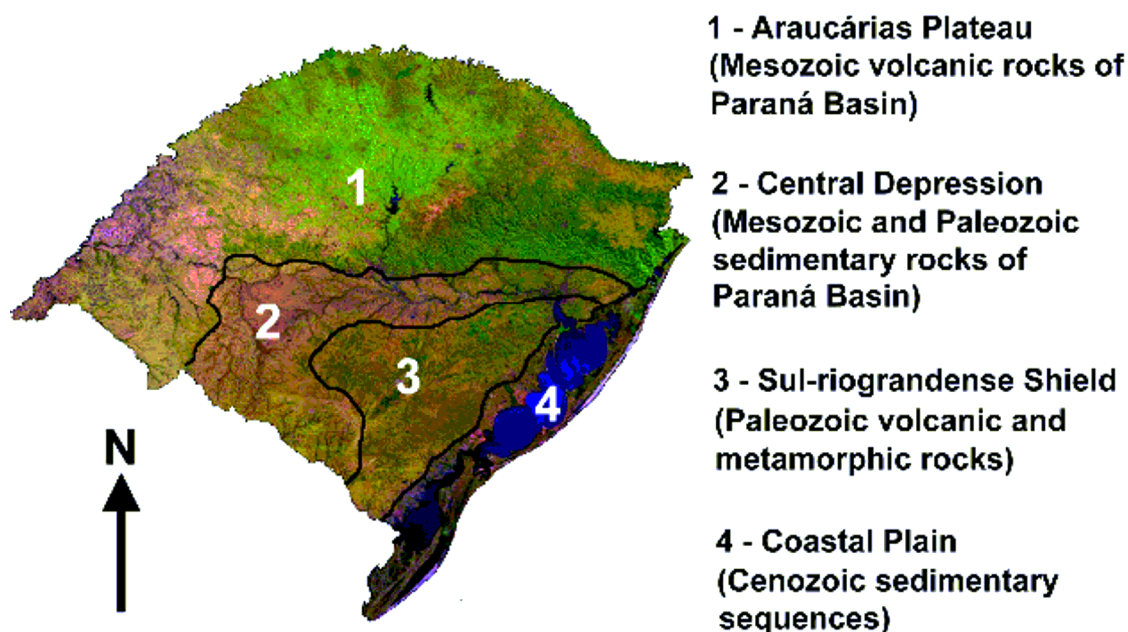 1 - Araucárias Plateau
(Mesozoic volcanic rocks of
Paraná Basin)
2 - Central Depression
(Mesozoic and Paleozoic
sedimentary rocks of
Paraná Basin)
3 - Sul-riograndense Shield
(Paleozoic volcanic and
metamorphic rocks)
4 - Coastal Plain
(Cenozoic sedimentary
sequences)
1
2
3
4
N